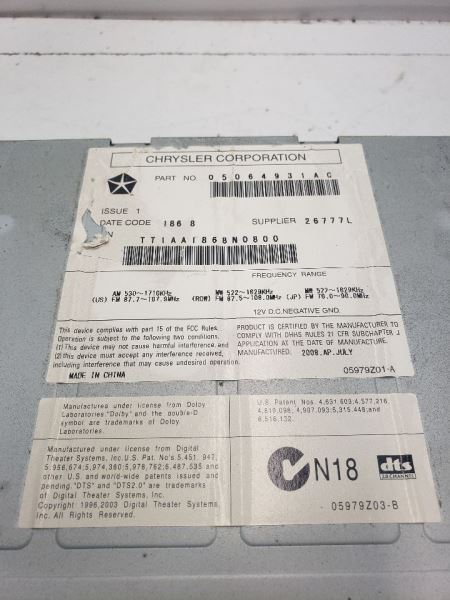 CHRYSLER CORPORATION
PART NO. 05064931AC
ISSUE 1
DATE CODE 186 8 SUPPLIER 26777L
N TT1AA1868N0800
FREQUENCY RANGE
AM 530~1710KHz MW 522~1629KHz MW 522~1629KHz
(US) FM 87.7~107.9MHz (ROW) FM 87.5~108.0MHz (JP) FM 76.0~90.0MHz
12V D.C.NEGATIVE GND.
This device complies with part 15 of the FCC Rules.
Operation is subject to the following two conditions.
(1)This may not cause harmful interference.and
(2)this device must accept any interference received,
including interference that may cause undesired operation.
MADE IN CHINA
PRODUCT IS CERTIFIED BY THE MANUFACTURER TO
COMPLY WITH DHHS RULES 21 CFR SUBCHAPTER J
APPLICATION AT THE DATE OF MANUFACTURE.
MANUFACTURED: 2008.AP.JULY
05979Z01-A
Manufactured under license from Dolby
Laboratories."Dolby" and the double-D
symbol are trademarks of Dolby
Laboratories.
U.S Patent Nos. 4,631,603;4,577,216,
4,819,098; 4,907,093;5,315,448,and
6,516,132.
Manufactured under license from Digital
Theater Systems, Inc.U.S. Pat. No's 5,451, 942,
5,956,674;5,974,380;5,978,762;6,487,535 and
other U.S. and world-wide patents issued and
pending."DTS" and "DTS2.0" are trademarks
of Digital Theater Systems, Inc.
Copyright 1996,2003 Digital Theater Systems,
Inc. All Rights Reserved.
N18
dts
2.0 CHANNEL
05979Z03-B